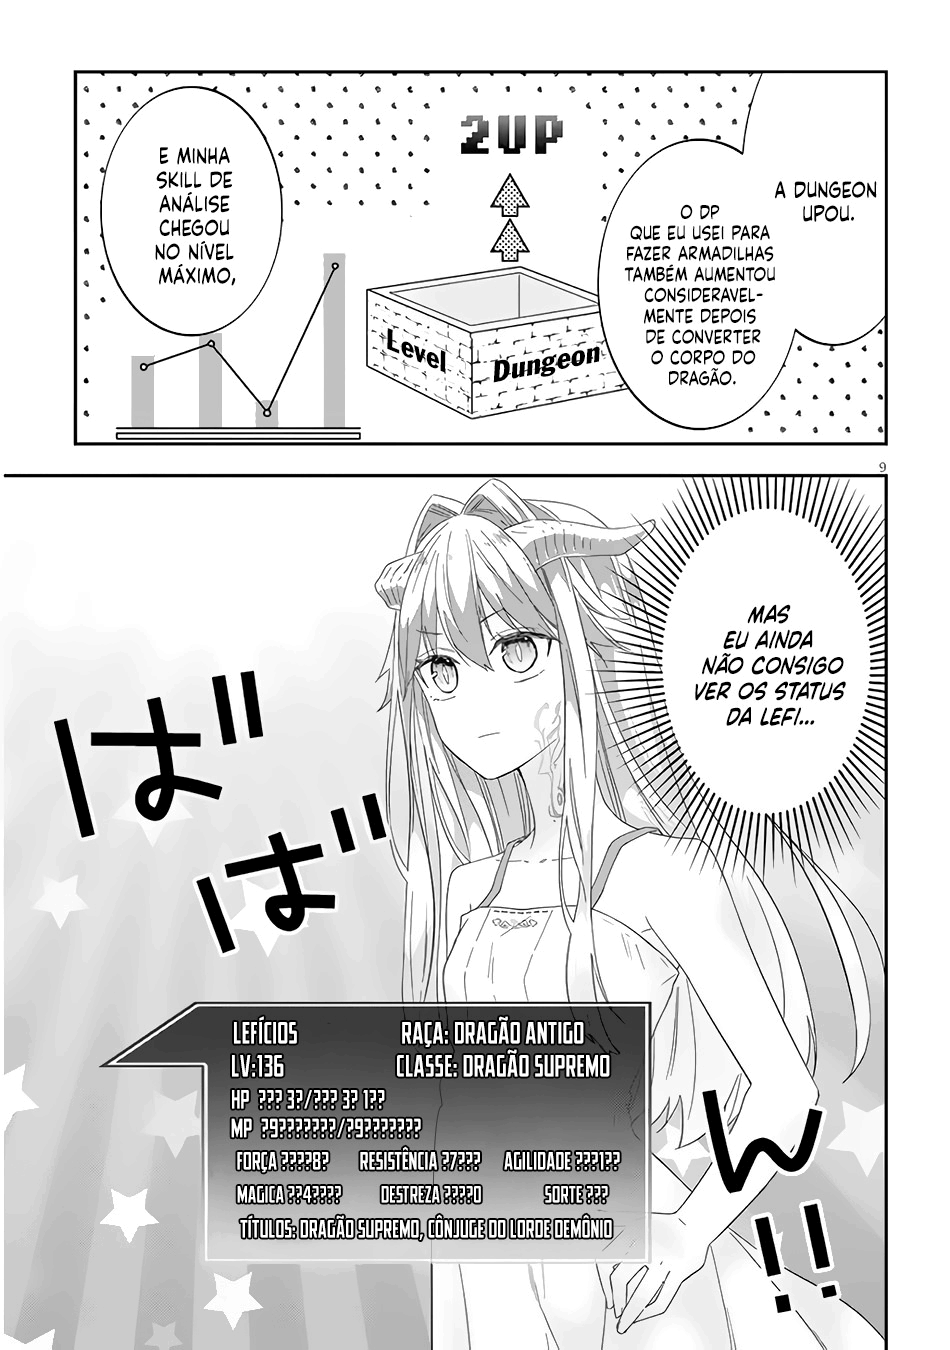 A DUNGEON
UPOU.
O DP
QUE EU USEI PARA
FAZER ARMADILHAS
TAMBÉM AUMENTOU
CONSIDERAVEL-
MENTE DEPOIS
DE CONVERTER
O CORPO DO
DRAGÃO.
2UP
Level
Dungeon
E MINHA
SKILL DE
ANÁLISE
CHEGOU
NO NÍVEL
MÁXIMO,
9
MAS
EU AINDA
NÃO CONSIGO
VER OS STATUS
DA LEFI...
ばばん!!
LEFÍCIOS
RAÇA: DRAGÃO ANTIGO
LV:136
CLASSE: DRAGÃO SUPREMO
HP ??? 3?/??? 3? 1??
MP ?9???????/?9???????
FORÇA ????8? RESISTÊNCIA ?7??? AGILIDADE ???1??
MAGICA ??4???? DESTREZA ????0 SORTE ???
TÍTULOS: DRAGÃO SUPREMO, CÔNJUGE DO LORDE DEMÔNIO